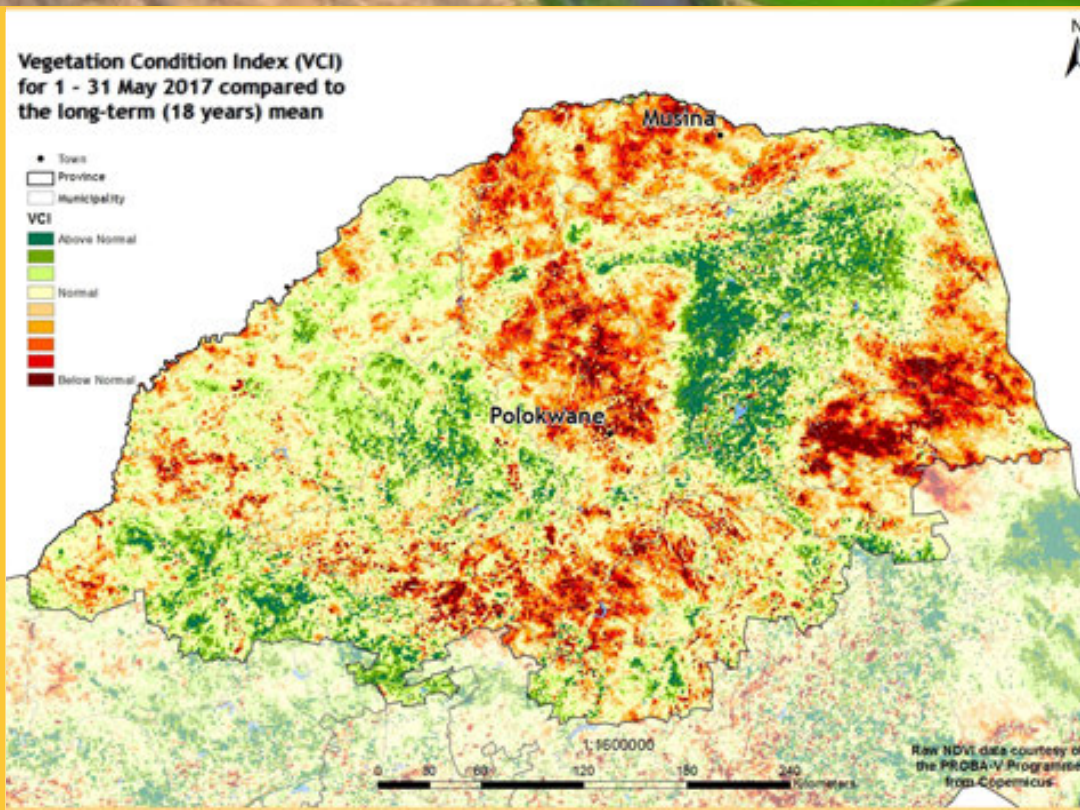 Vegetation Condition Index (VCI)
for 1 - 31 May 2017 compared to
the long-term (18 years) mean
N
Town
Province
Municipality
VCI
Above Normal
Normal
Below Normal
Musina
Polokwane
1:1600000
0 30 60 120 180 240
Kilometers
Raw NDVI data courtesy of
the PROBA-V Programme
from Copernicus